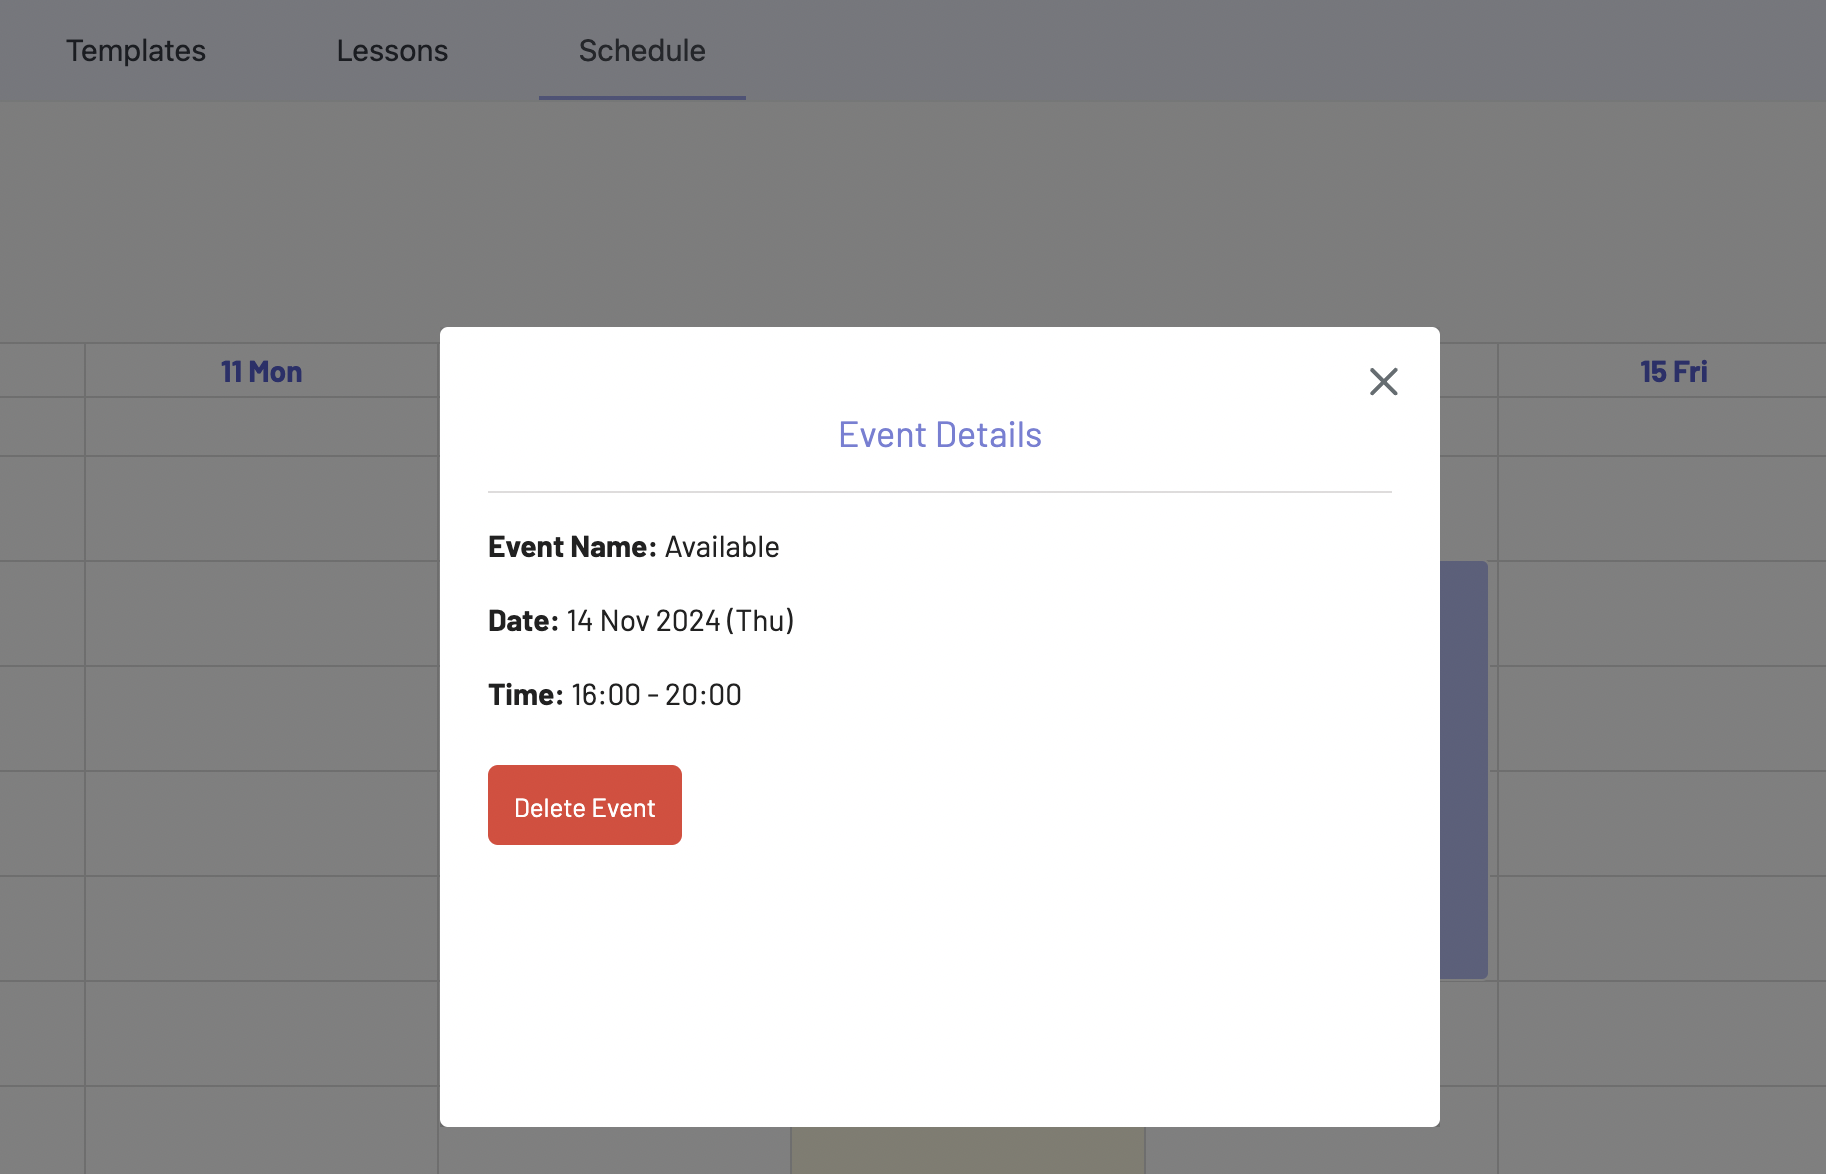 Templates Lessons Schedule
11 Mon 15 Fri
Event Details
Event Name: Available
Date: 14 Nov 2024 (Thu)
Time: 16:00 - 20:00
Delete Event